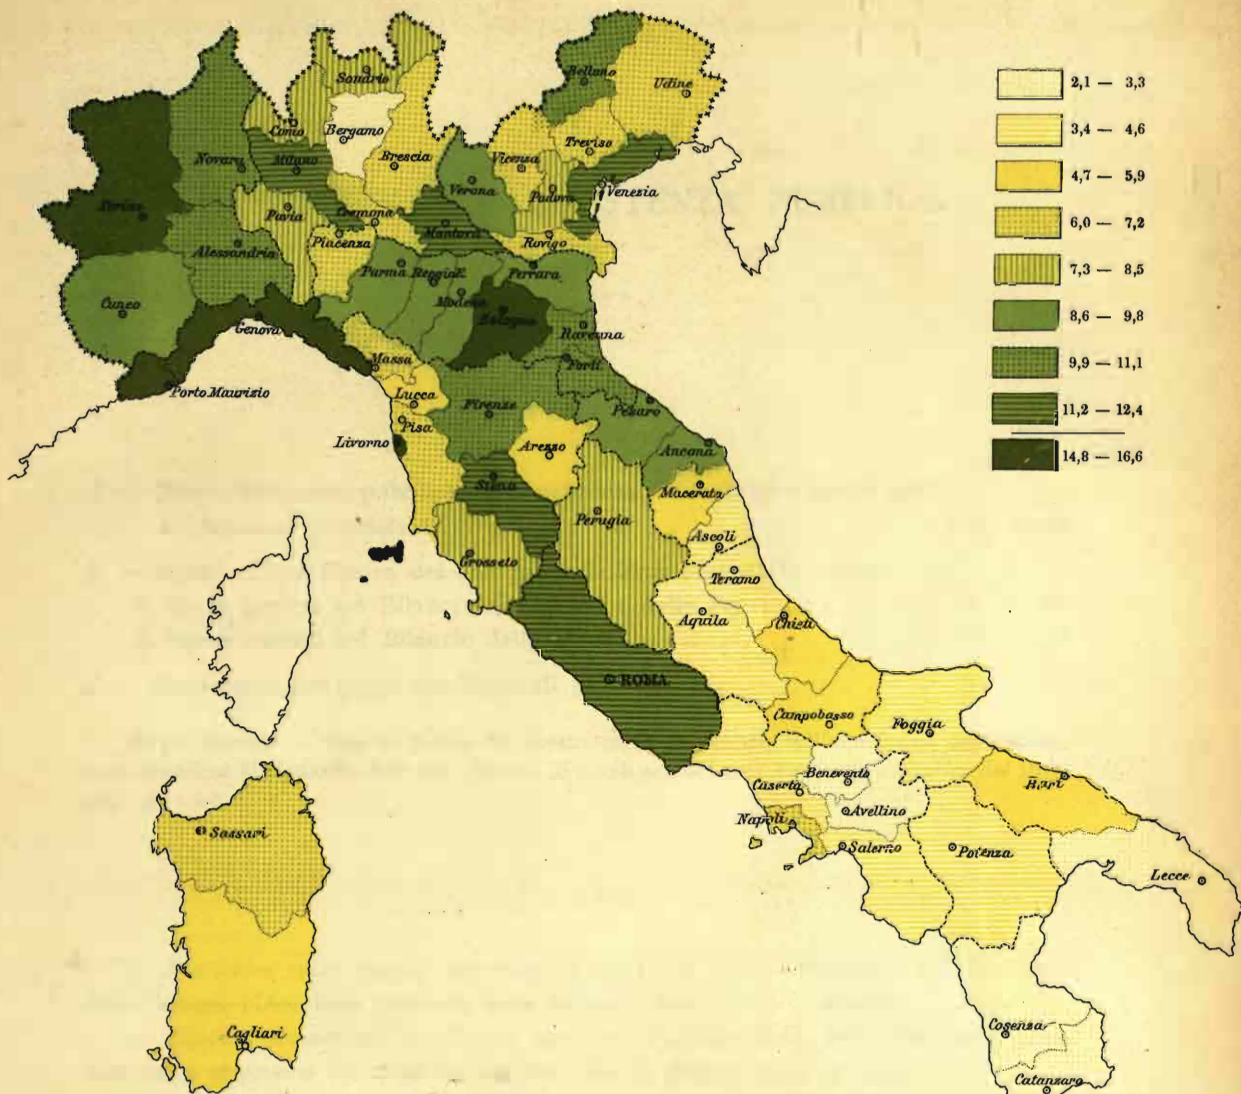 2,1 — 3,3
3,4 — 4,6
4,7 — 5,9
6,0 — 7,2
7,3 — 8,5
8,6 — 9,8
9,9 — 11,1
11,2 — 12,4
14,8 — 16,6
Sondrio
Belluno
Udine
Como
Bergamo
Treviso
Novara
Milano
Brescia
Vicenza
Verona
Padova
Venezia
Torino
Pavia
Cremona
Mantova
Rovigo
Piacenza
Alessandria
Parma
Reggio E.
Ferrara
Cuneo
Modena
Bologna
Genova
Ravenna
Massa
Forlì
Porto Maurizio
Lucca
Firenze
Pesaro
Pisa
Livorno
Arezzo
Ancona
Siena
Macerata
Perugia
Ascoli
Grosseto
Teramo
Aquila
Chieti
ROMA
Campobasso
Foggia
Benevento
Caserta
Bari
Napoli
Avellino
Salerno
Potenza
Lecce
Sassari
Cagliari
Cosenza
Catanzaro